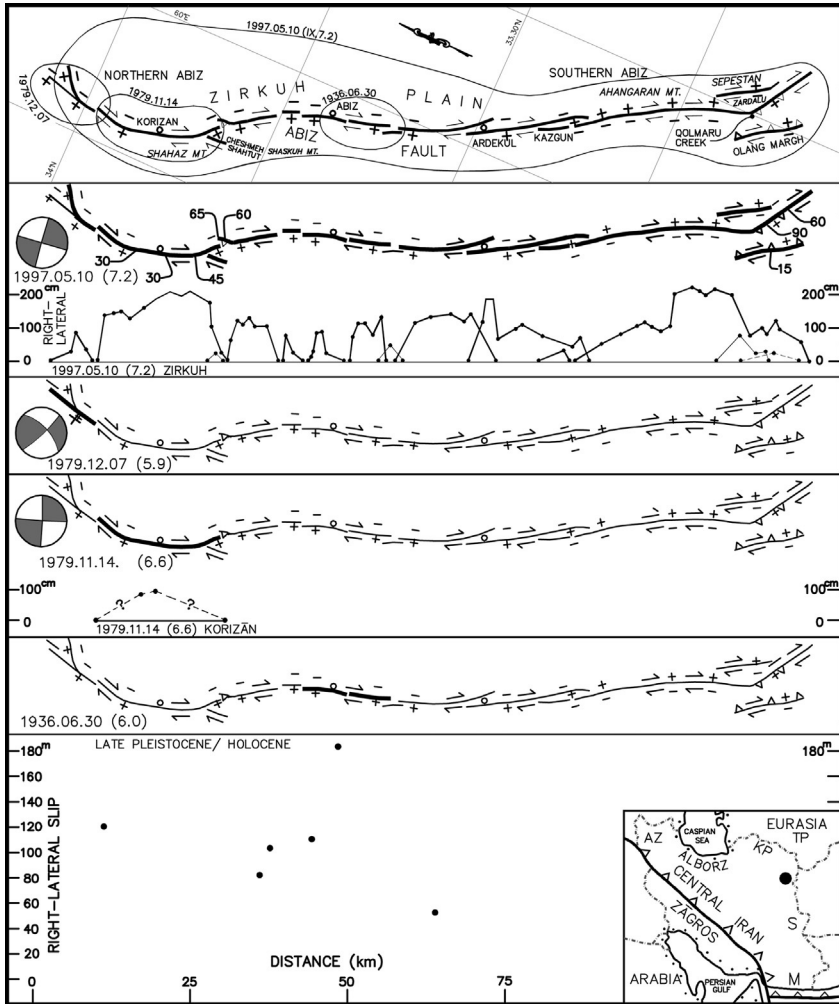 60°E
1997.05.10 (IX,7.2)
33.30°N
1979.12.07
NORTHERN ABIZ
1979.11.14
KORIZAN
SHAHAZ MT.
CHESHMEH
SHAHTUT
SHASKUH MT.
34°N
ZIRKUH PLAIN
1936.06.30
ABIZ
ABIZ FAULT
ARDEKUL
KAZGUN
SOUTHERN ABIZ
AHANGARAN MT.
SEPESTAN
ZARDALU
QOLMARU
CREEK
OLANG MARGH
65 60
30 30 45
60
90
15
1997.05.10 (7.2)
RIGHT-
LATERAL
200cm
100
0
cm
200
100
0
1997.05.10 (7.2) ZIRKUH
1979.12.07 (5.9)
1979.11.14. (6.6)
100cm
0
? ?
100cm
0
1979.11.14 (6.6) KORIZĀN
1936.06.30 (6.0)
LATE PLEISTOCENE/ HOLOCENE
RIGHT-LATERAL SLIP
180m
160
140
120
100
80
60
40
20
0
180m
DISTANCE (km)
0 25 50 75
AZ
CASPIAN
SEA
EURASIA
TP
KP
ALBORZ
CENTRAL IRAN
ZAGROS
S
ARABIA
PERSIAN
GULF
M